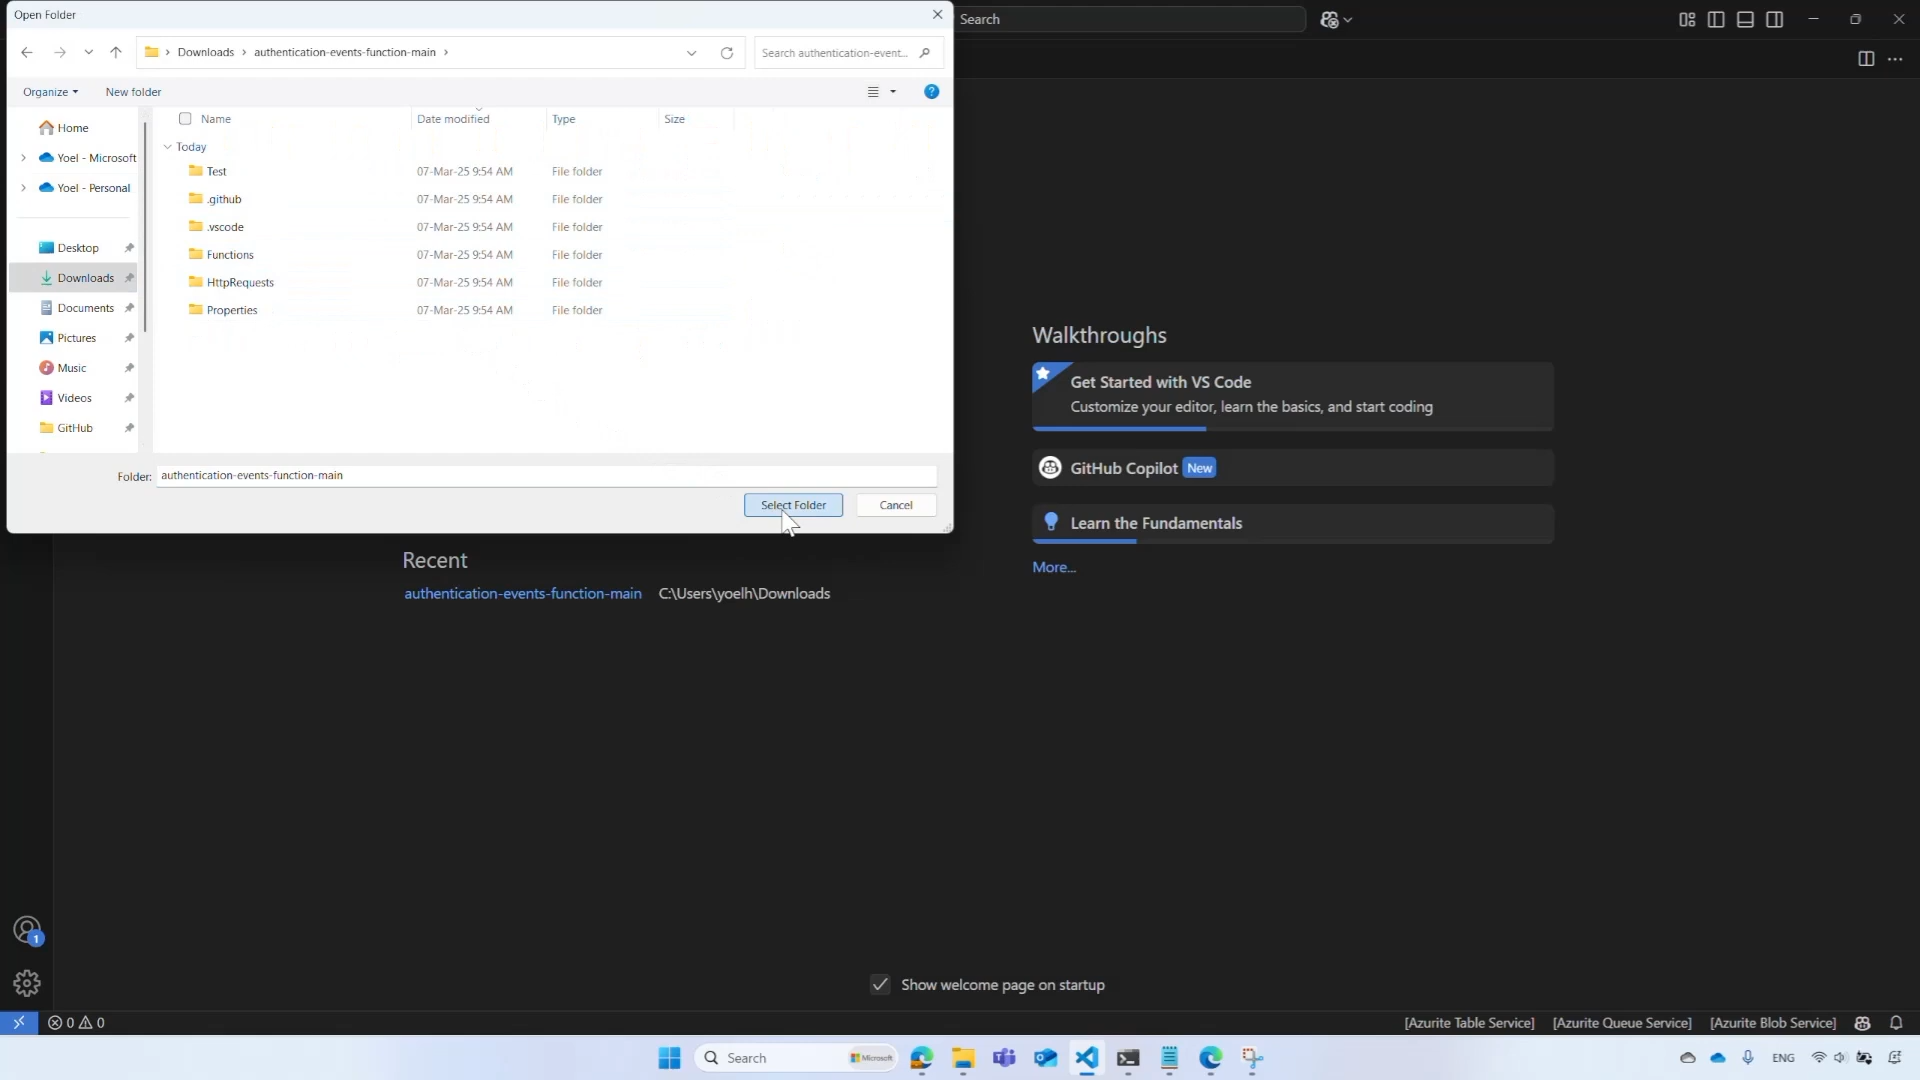 Open Folder
Search
Downloads > authentication-events-function-main >
Search authentication-event...
Organize
New folder
Home
Yoel - Microsoft
Yoel - Personal
Desktop
Downloads
Documents
Pictures
Music
Videos
GitHub
Name Date modified Type Size
Today
Test 07-Mar-25 9:54 AM File folder
.github 07-Mar-25 9:54 AM File folder
.vscode 07-Mar-25 9:54 AM File folder
Functions 07-Mar-25 9:54 AM File folder
HttpRequests 07-Mar-25 9:54 AM File folder
Properties 07-Mar-25 9:54 AM File folder
Folder: authentication-events-function-main
Select Folder
Cancel
Recent
authentication-events-function-main C:\Users\yoelh\Downloads
Walkthroughs
Get Started with VS Code
Customize your editor, learn the basics, and start coding
GitHub Copilot New
Learn the Fundamentals
More...
Show welcome page on startup
1
0 0
[Azurite Table Service] [Azurite Queue Service] [Azurite Blob Service]
Search
Microsoft
ENG